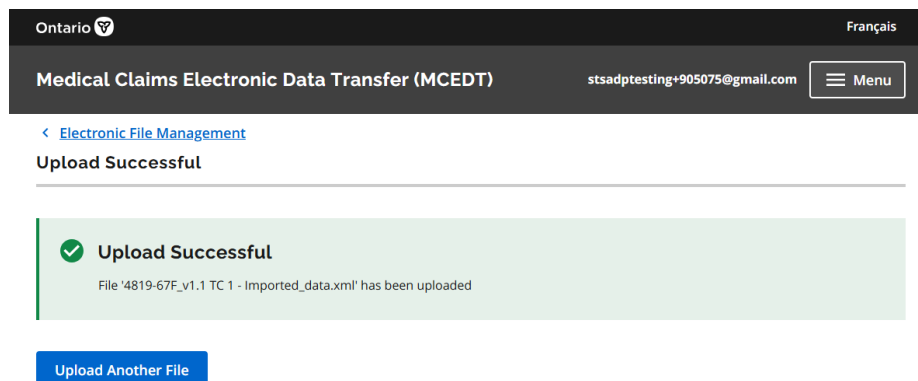 Ontario
Français
Medical Claims Electronic Data Transfer (MCEDT)
stsadptesting+905075@gmail.com
Menu
Electronic File Management
Upload Successful
Upload Successful
File '4819-67F_v1.1 TC 1 - Imported_data.xml' has been uploaded
Upload Another File